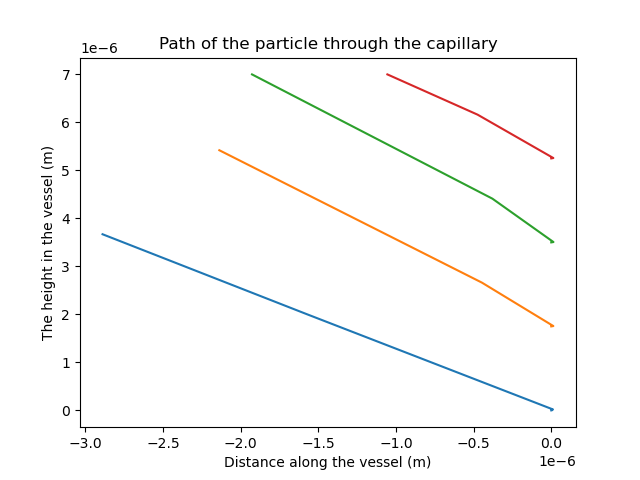 Path of the particle through the capillary
1e−6
7
6
5
4
3
2
1
0
The height in the vessel (m)
−3.0 −2.5 −2.0 −1.5 −1.0 −0.5 0.0
1e−6
Distance along the vessel (m)